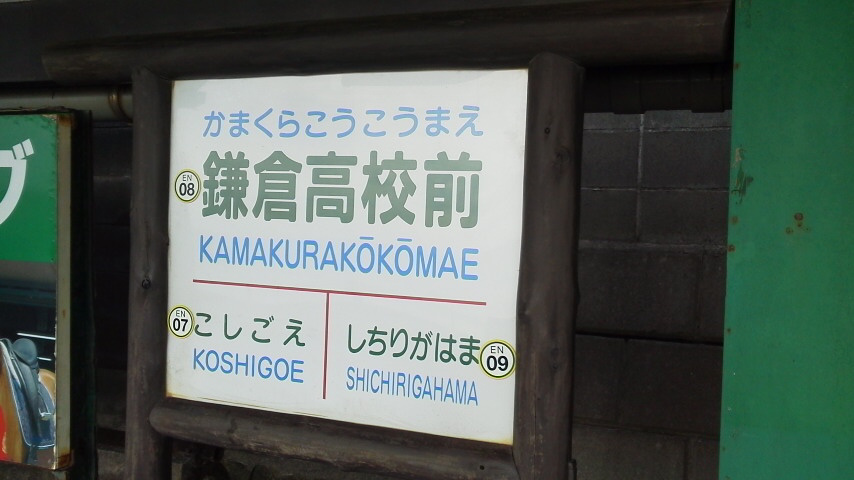 かまくらこうこうまえ
EN 08
鎌倉高校前
KAMAKURAKŌKŌMAE
EN 07
こしごえ
KOSHIGOE
しちりがはま
EN 09
SHICHIRIGAHAMA
グ